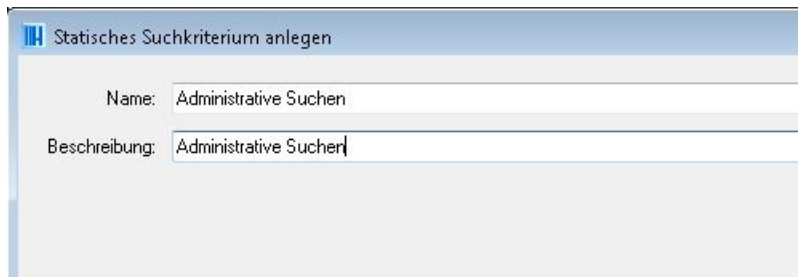 Statisches Suchkriterium anlegen
Name: Administrative Suchen
Beschreibung: Administrative Suchen